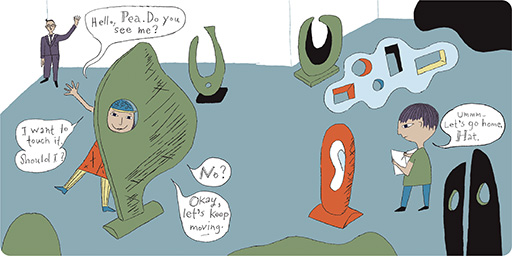 Hello, Pea. Do you
see me?
I want to
touch it.
Should I?
No?
Okay,
let's keep
moving.
Ummm..
Let's go home,
Hat.